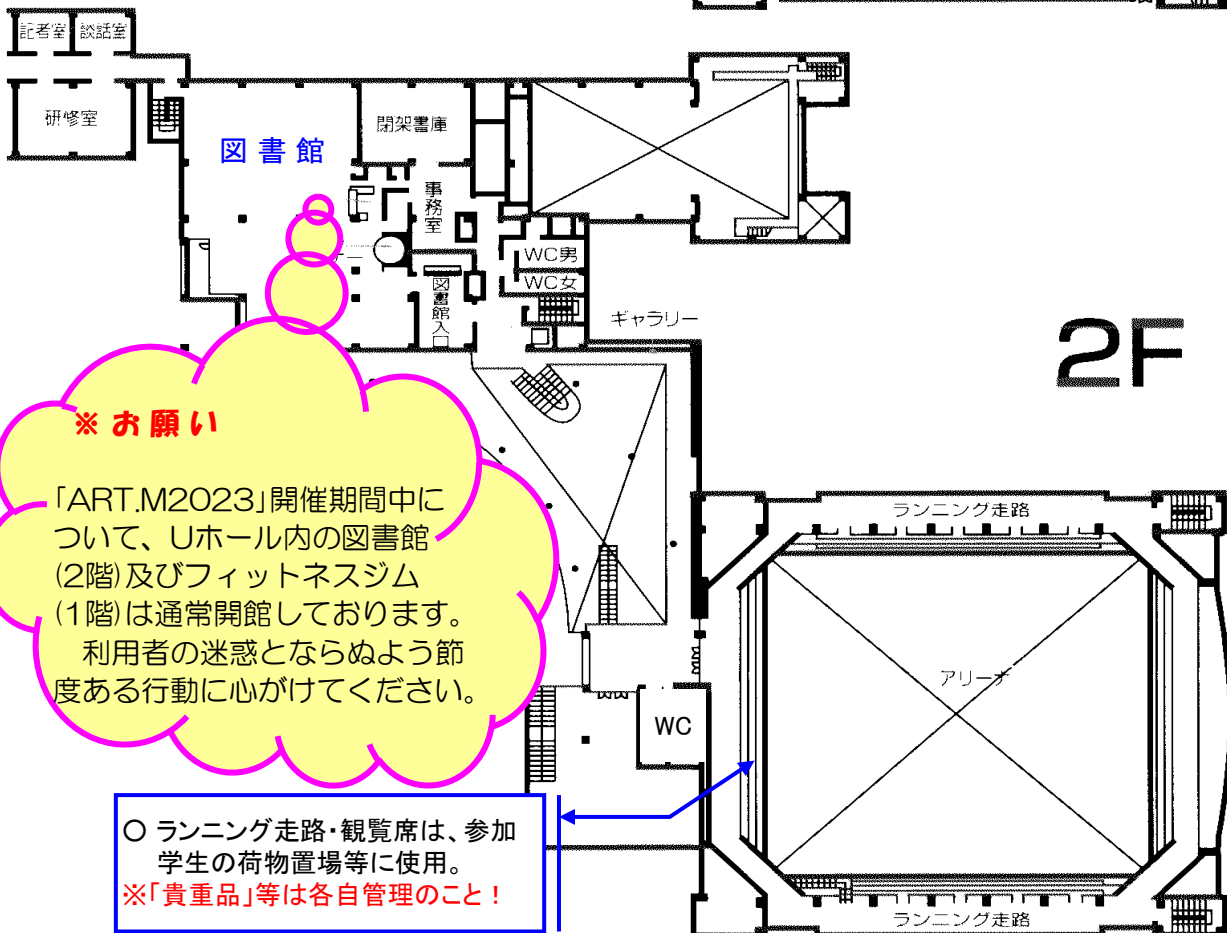 記者室
談話室
研修室
図書館
閉架書庫
事務室
WC男
WC女
図書館入
ギャラリー
2F
※お願い
「ART.M2023」開催期間中に
ついて、Uホール内の図書館
(2階)及びフィットネスジム
(1階)は通常開館しております。
利用者の迷惑とならぬよう節
度ある行動に心がけてください。
ランニング走路
アリーナ
WC
ランニング走路
○ ランニング走路・観覧席は、参加
学生の荷物置場等に使用。
※「貴重品」等は各自管理のこと！